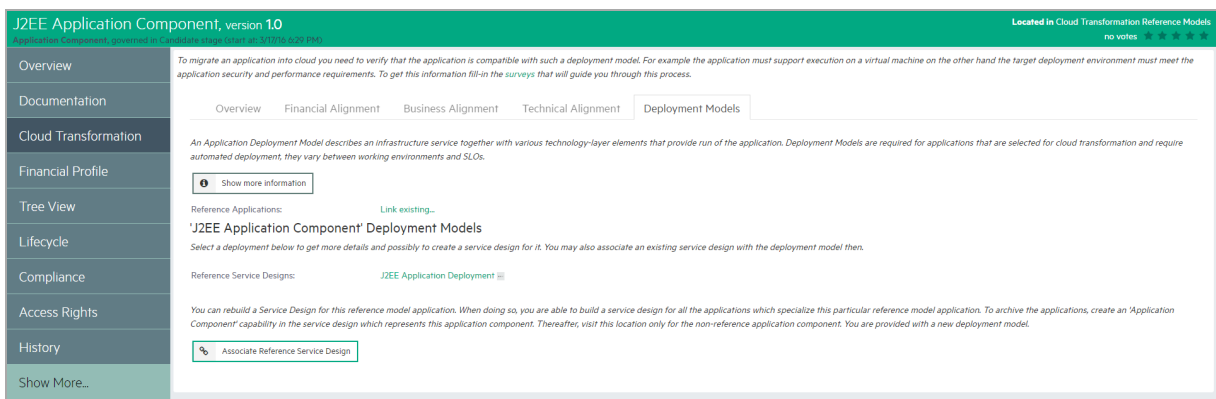 J2EE Application Component, version 1.0
Located in Cloud Transformation Reference Models
Application Component, governed in Candidate stage (start at: 3/17/16 6:29 PM)
no votes
Overview
Documentation
Cloud Transformation
Financial Profile
Tree View
Lifecycle
Compliance
Access Rights
History
Show More...
To migrate an application into cloud you need to verify that the application is compatible with such a deployment model. For example the application must support execution on a virtual machine on the other hand the target deployment environment must meet the
application security and performance requirements. To get this information fill-in the surveys that will guide you through this process.
Overview Financial Alignment Business Alignment Technical Alignment Deployment Models
An Application Deployment Model describes an infrastructure service together with various technology-layer elements that provide run of the application. Deployment Models are required for applications that are selected for cloud transformation and require
automated deployment, they vary between working environments and SLOs.
Show more information
Reference Applications: Link existing...
'J2EE Application Component' Deployment Models
Select a deployment below to get more details and possibly to create a service design for it. You may also associate an existing service design with the deployment model then.
Reference Service Designs: J2EE Application Deployment ...
You can rebuild a Service Design for this reference model application. When doing so, you are able to build a service design for all the applications which specialize this particular reference model application. To archive the applications, create an 'Application
Component' capability in the service design which represents this application component. Thereafter, visit this location only for the non-reference application component. You are provided with a new deployment model.
Associate Reference Service Design